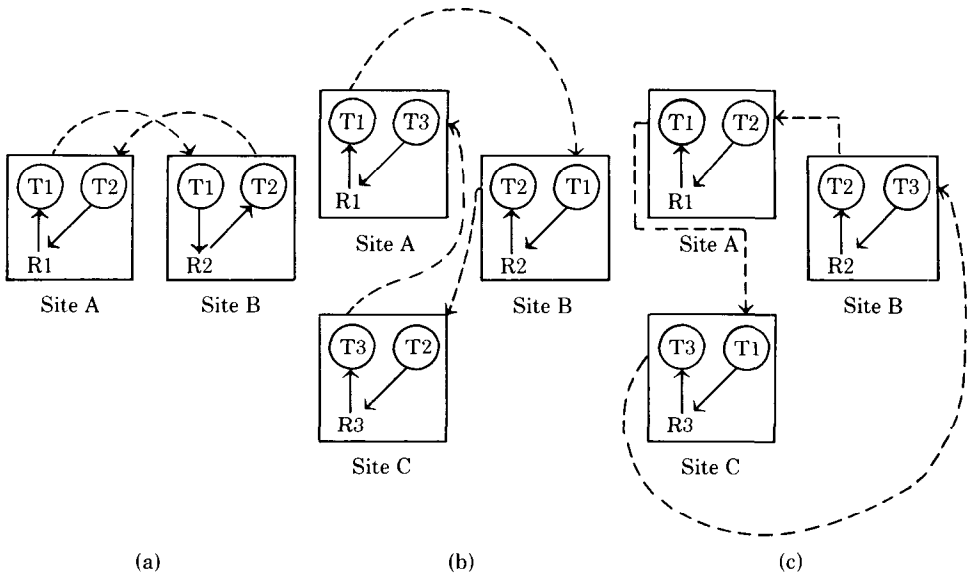 T1 T2
R1
Site A
T1 T2
R2
Site B
(a)
T1 T3
R1
Site A
T2 T1
R2
Site B
T3 T2
R3
Site C
(b)
T1 T2
R1
Site A
T2 T3
R2
Site B
T3 T1
R3
Site C
(c)